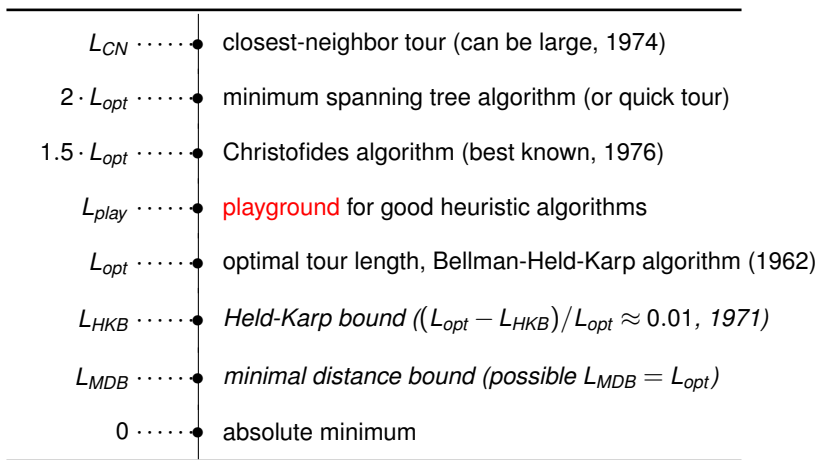 L_CN ······ closest-neighbor tour (can be large, 1974)
2 · L_opt ······ minimum spanning tree algorithm (or quick tour)
1.5 · L_opt ······ Christofides algorithm (best known, 1976)
L_play ······ playground for good heuristic algorithms
L_opt ······ optimal tour length, Bellman-Held-Karp algorithm (1962)
L_HKB ······ Held-Karp bound ((L_opt − L_HKB)/L_opt ≈ 0.01, 1971)
L_MDB ······ minimal distance bound (possible L_MDB = L_opt)
0 ······ absolute minimum